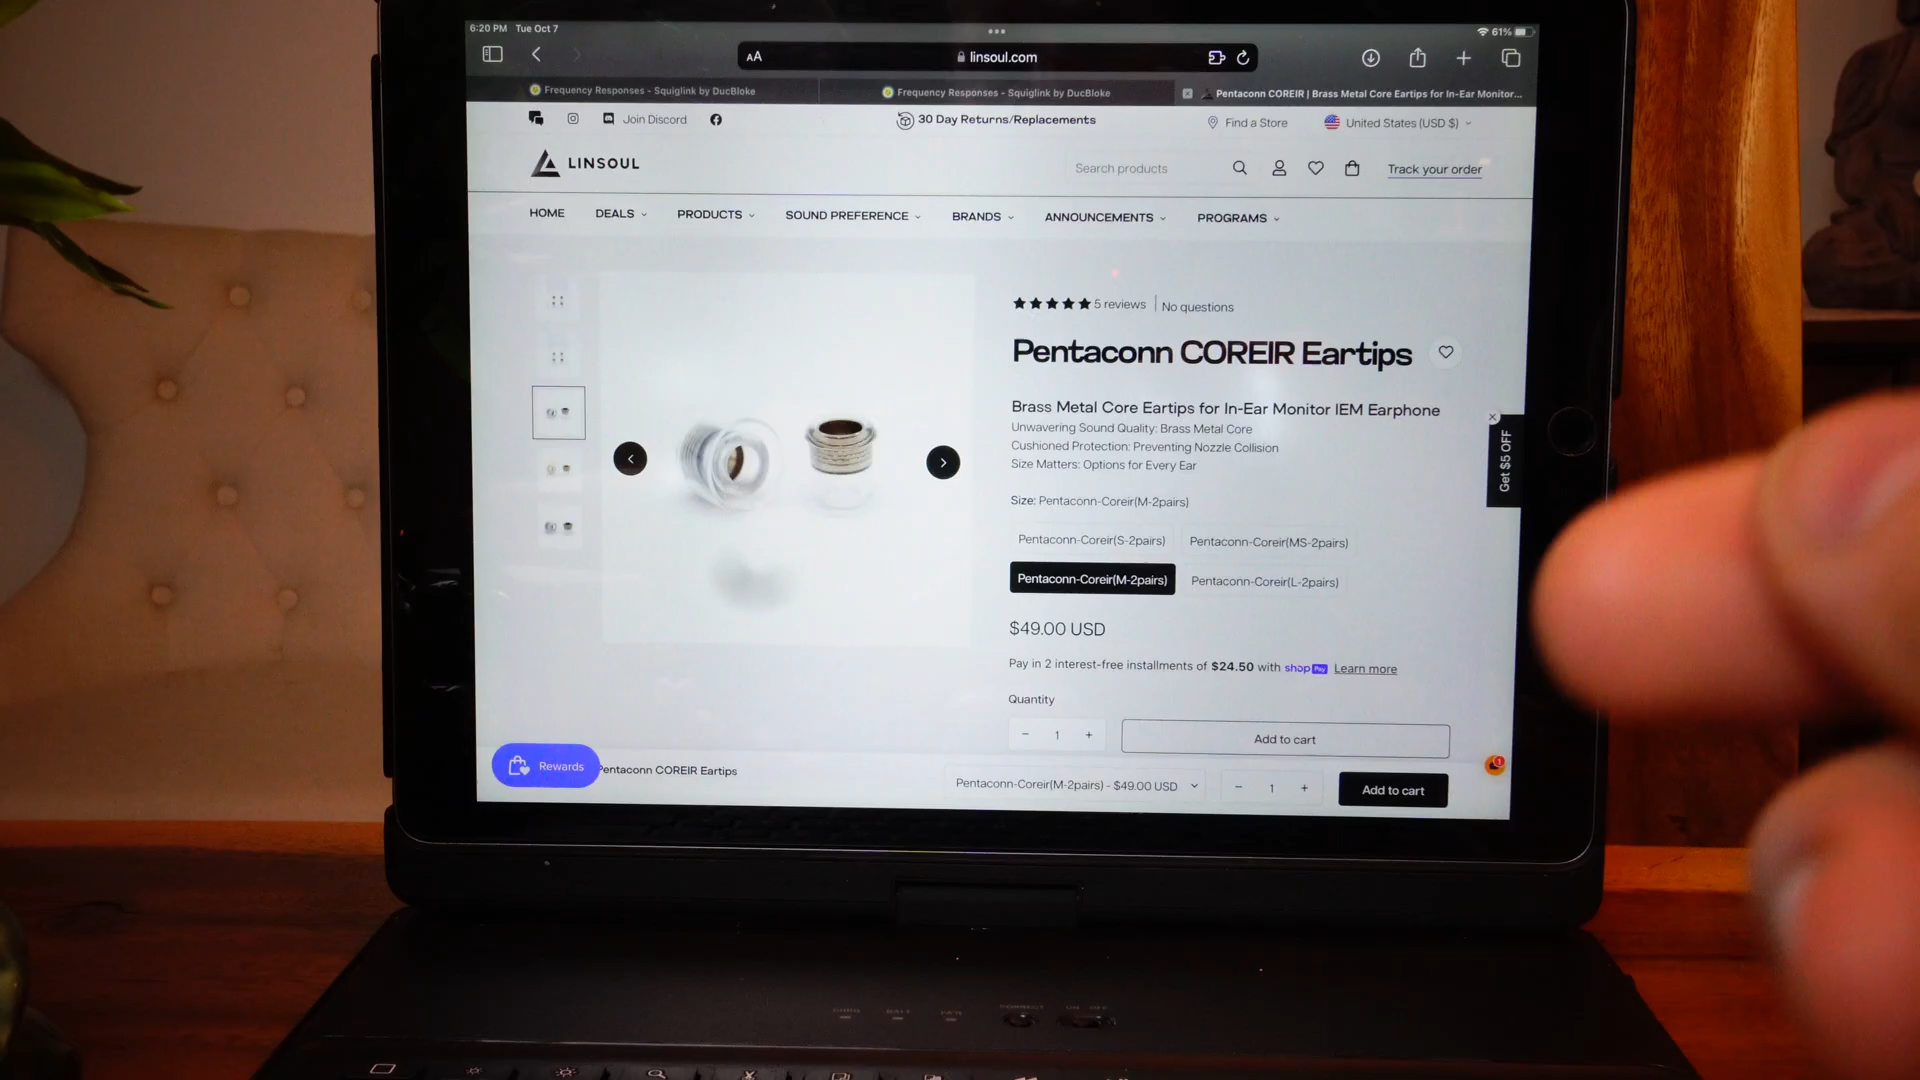 6:20 PM Tue Oct 7
61%
AA
linsoul.com
Frequency Responses - Squiglink by DucBloke
Frequency Responses - Squiglink by DucBloke
Pentaconn COREIR | Brass Metal Core Eartips for In-Ear Monitor...
Join Discord
30 Day Returns/Replacements
Find a Store
United States (USD $)
LINSOUL
Search products
Track your order
HOME
DEALS
PRODUCTS
SOUND PREFERENCE
BRANDS
ANNOUNCEMENTS
PROGRAMS
5 reviews
No questions
Pentaconn COREIR Eartips
Brass Metal Core Eartips for In-Ear Monitor IEM Earphone
Unwavering Sound Quality: Brass Metal Core
Cushioned Protection: Preventing Nozzle Collision
Size Matters: Options for Every Ear
Get $5 OFF
Size: Pentaconn-Coreir(M-2pairs)
Pentaconn-Coreir(S-2pairs)
Pentaconn-Coreir(MS-2pairs)
Pentaconn-Coreir(M-2pairs)
Pentaconn-Coreir(L-2pairs)
$49.00 USD
Pay in 2 interest-free installments of $24.50 with shop Pay Learn more
Quantity
− 1 +
Add to cart
Rewards
Pentaconn COREIR Eartips
Pentaconn-Coreir(M-2pairs) - $49.00 USD
− 1 +
Add to cart
1